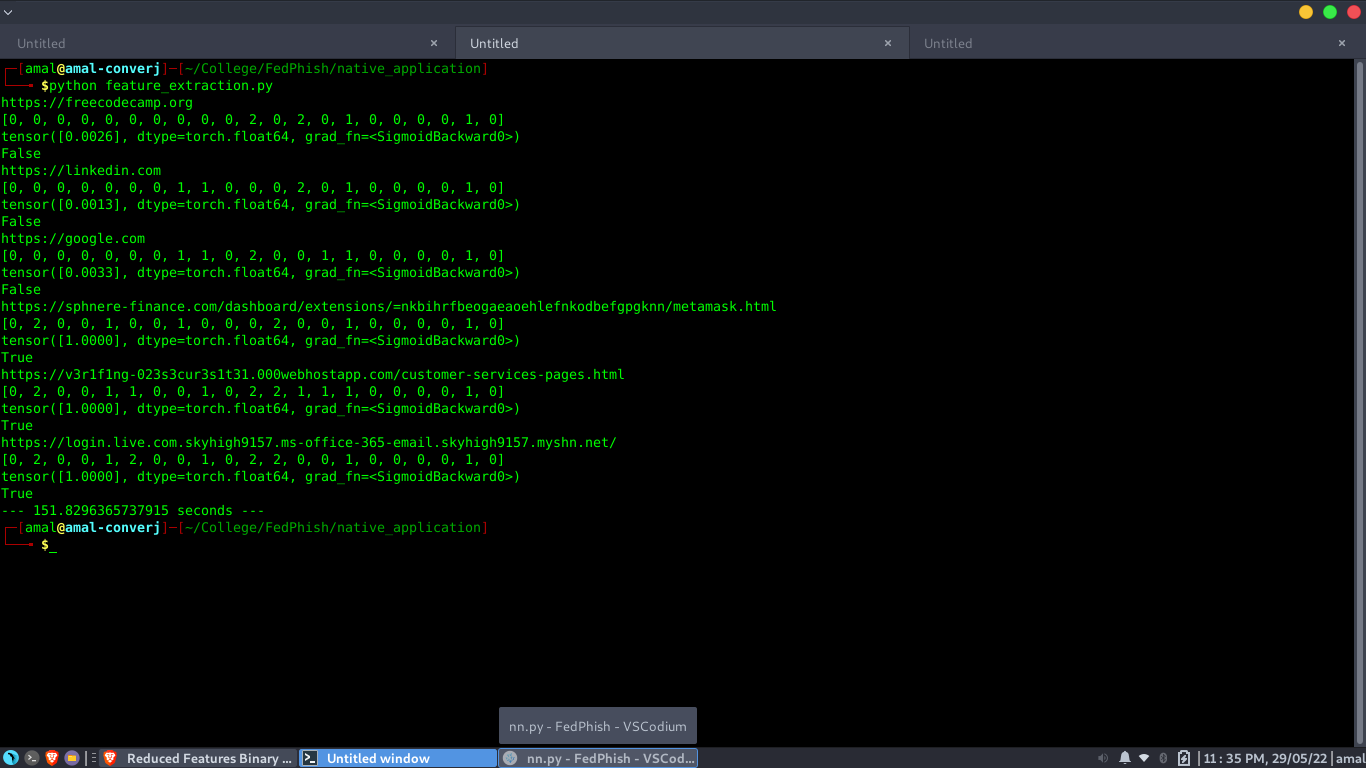 Untitled
Untitled
Untitled
[amal@amal-converj]-[~/College/FedPhish/native_application]
$python feature_extraction.py
https://freecodecamp.org
[0, 0, 0, 0, 0, 0, 0, 0, 0, 0, 2, 0, 2, 0, 1, 0, 0, 0, 0, 1, 0]
tensor([0.0026], dtype=torch.float64, grad_fn=<SigmoidBackward0>)
False
https://linkedin.com
[0, 0, 0, 0, 0, 0, 0, 1, 1, 0, 0, 0, 2, 0, 1, 0, 0, 0, 0, 1, 0]
tensor([0.0013], dtype=torch.float64, grad_fn=<SigmoidBackward0>)
False
https://google.com
[0, 0, 0, 0, 0, 0, 0, 1, 1, 0, 2, 0, 0, 1, 1, 0, 0, 0, 0, 1, 0]
tensor([0.0033], dtype=torch.float64, grad_fn=<SigmoidBackward0>)
False
https://sphnere-finance.com/dashboard/extensions/=nkbihrfbeogaeaoehlefnkodbefgpgknn/metamask.html
[0, 2, 0, 0, 1, 0, 0, 1, 0, 0, 0, 2, 0, 0, 1, 0, 0, 0, 0, 1, 0]
tensor([1.0000], dtype=torch.float64, grad_fn=<SigmoidBackward0>)
True
https://v3r1f1ng-023s3cur3s1t31.000webhostapp.com/customer-services-pages.html
[0, 2, 0, 0, 1, 1, 0, 0, 1, 0, 2, 2, 1, 1, 1, 0, 0, 0, 0, 1, 0]
tensor([1.0000], dtype=torch.float64, grad_fn=<SigmoidBackward0>)
True
https://login.live.com.skyhigh9157.ms-office-365-email.skyhigh9157.myshn.net/
[0, 2, 0, 0, 1, 2, 0, 0, 1, 0, 2, 2, 0, 0, 1, 0, 0, 0, 0, 1, 0]
tensor([1.0000], dtype=torch.float64, grad_fn=<SigmoidBackward0>)
True
--- 151.8296365737915 seconds ---
[amal@amal-converj]-[~/College/FedPhish/native_application]
$_
nn.py - FedPhish - VSCodium
Reduced Features Binary ...
Untitled window
nn.py - FedPhish - VSCod...
11 : 35 PM, 29/05/22
amal